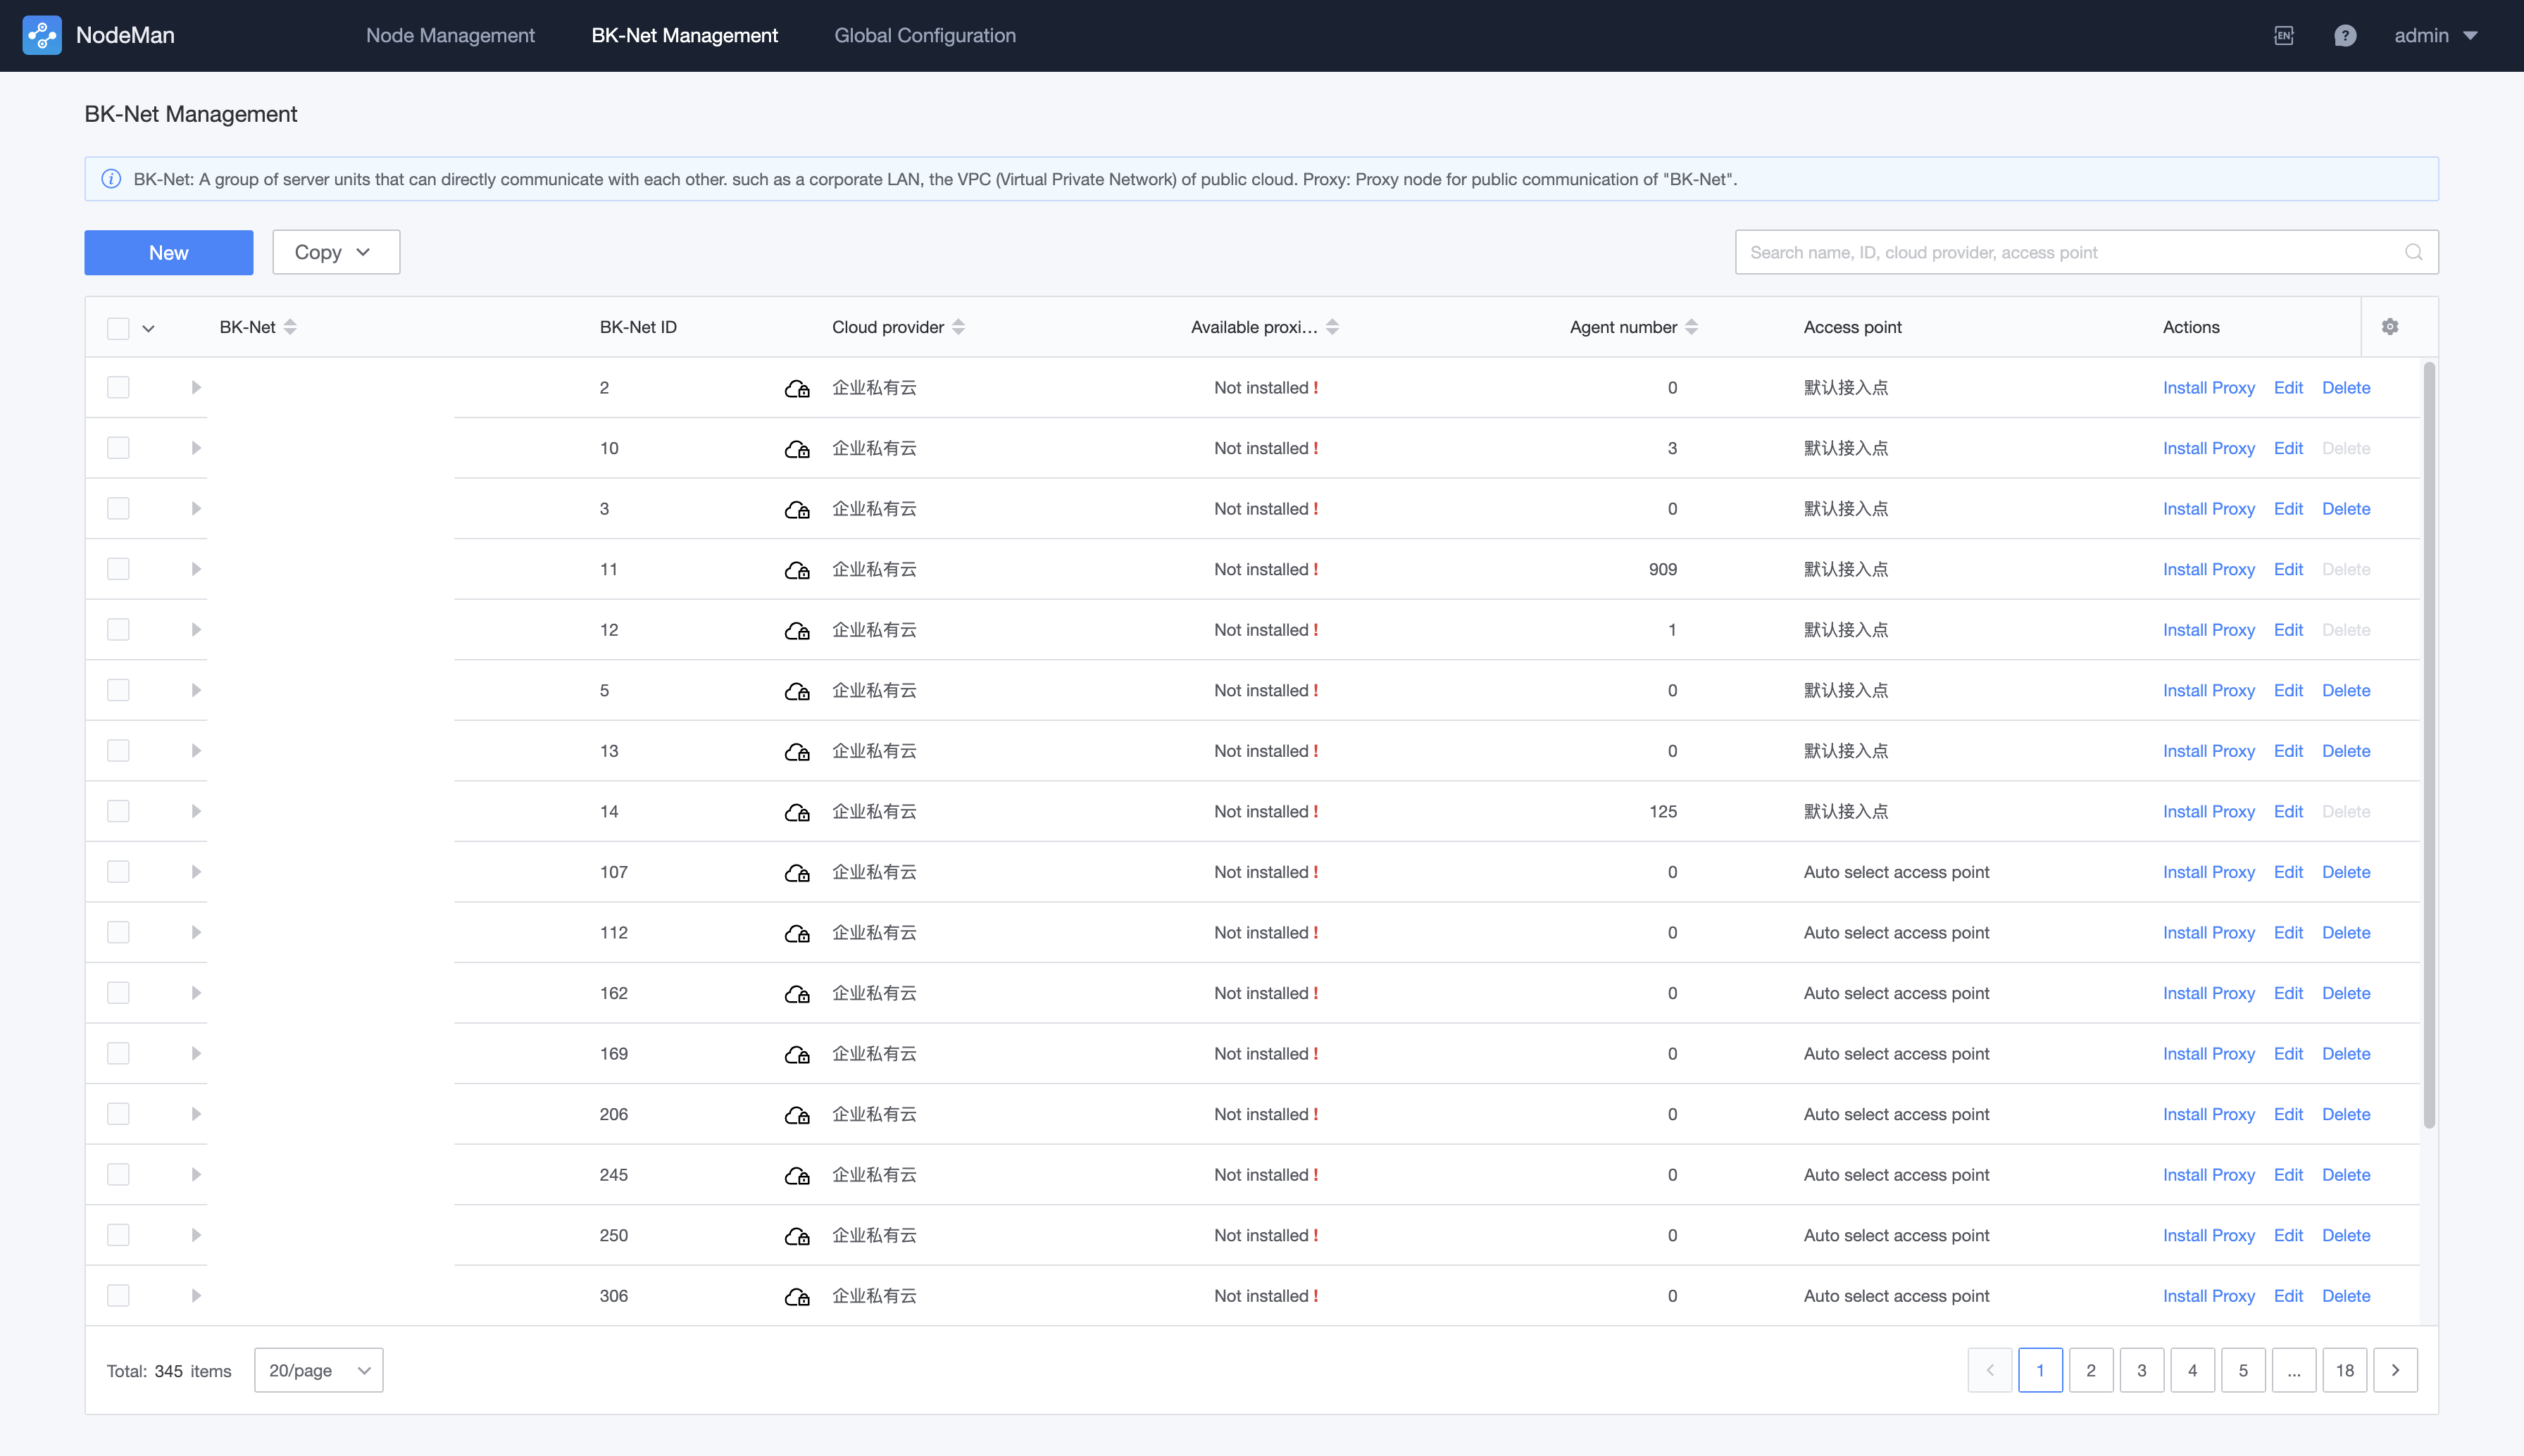 NodeMan Node Management BK-Net Management Global Configuration EN ? admin
BK-Net Management
BK-Net: A group of server units that can directly communicate with each other. such as a corporate LAN, the VPC (Virtual Private Network) of public cloud. Proxy: Proxy node for public communication of "BK-Net".
New Copy Search name, ID, cloud provider, access point
BK-Net BK-Net ID Cloud provider Available proxi... Agent number Access point Actions
2 企业私有云 Not installed ! 0 默认接入点 Install Proxy Edit Delete
10 企业私有云 Not installed ! 3 默认接入点 Install Proxy Edit Delete
3 企业私有云 Not installed ! 0 默认接入点 Install Proxy Edit Delete
11 企业私有云 Not installed ! 909 默认接入点 Install Proxy Edit Delete
12 企业私有云 Not installed ! 1 默认接入点 Install Proxy Edit Delete
5 企业私有云 Not installed ! 0 默认接入点 Install Proxy Edit Delete
13 企业私有云 Not installed ! 0 默认接入点 Install Proxy Edit Delete
14 企业私有云 Not installed ! 125 默认接入点 Install Proxy Edit Delete
107 企业私有云 Not installed ! 0 Auto select access point Install Proxy Edit Delete
112 企业私有云 Not installed ! 0 Auto select access point Install Proxy Edit Delete
162 企业私有云 Not installed ! 0 Auto select access point Install Proxy Edit Delete
169 企业私有云 Not installed ! 0 Auto select access point Install Proxy Edit Delete
206 企业私有云 Not installed ! 0 Auto select access point Install Proxy Edit Delete
245 企业私有云 Not installed ! 0 Auto select access point Install Proxy Edit Delete
250 企业私有云 Not installed ! 0 Auto select access point Install Proxy Edit Delete
306 企业私有云 Not installed ! 0 Auto select access point Install Proxy Edit Delete
Total: 345 items 20/page 1 2 3 4 5 ... 18